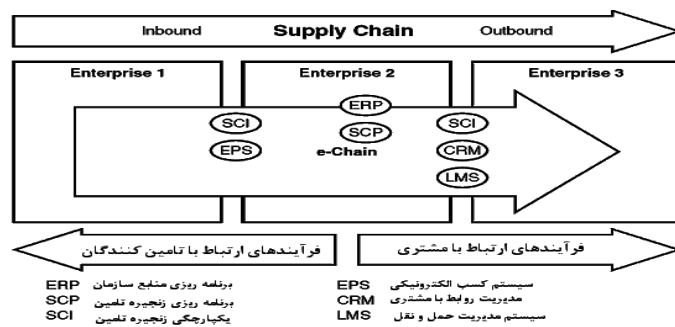 Inbound Supply Chain Outbound
Enterprise 1 Enterprise 2 Enterprise 3
ERP
SCI SCP SCI
EPS e-Chain CRM
LMS
فرآیندهای ارتباط با تامین کنندگان فرآیندهای ارتباط با مشتری
ERP برنامه ریزی منابع سازمان EPS سیستم کسب الکترونیکی
SCP برنامه ریزی زنجیره تامین CRM مدیریت روابط با مشتری
SCI یکپارچگی زنجیره تامین LMS سیستم مدیریت حمل و نقل